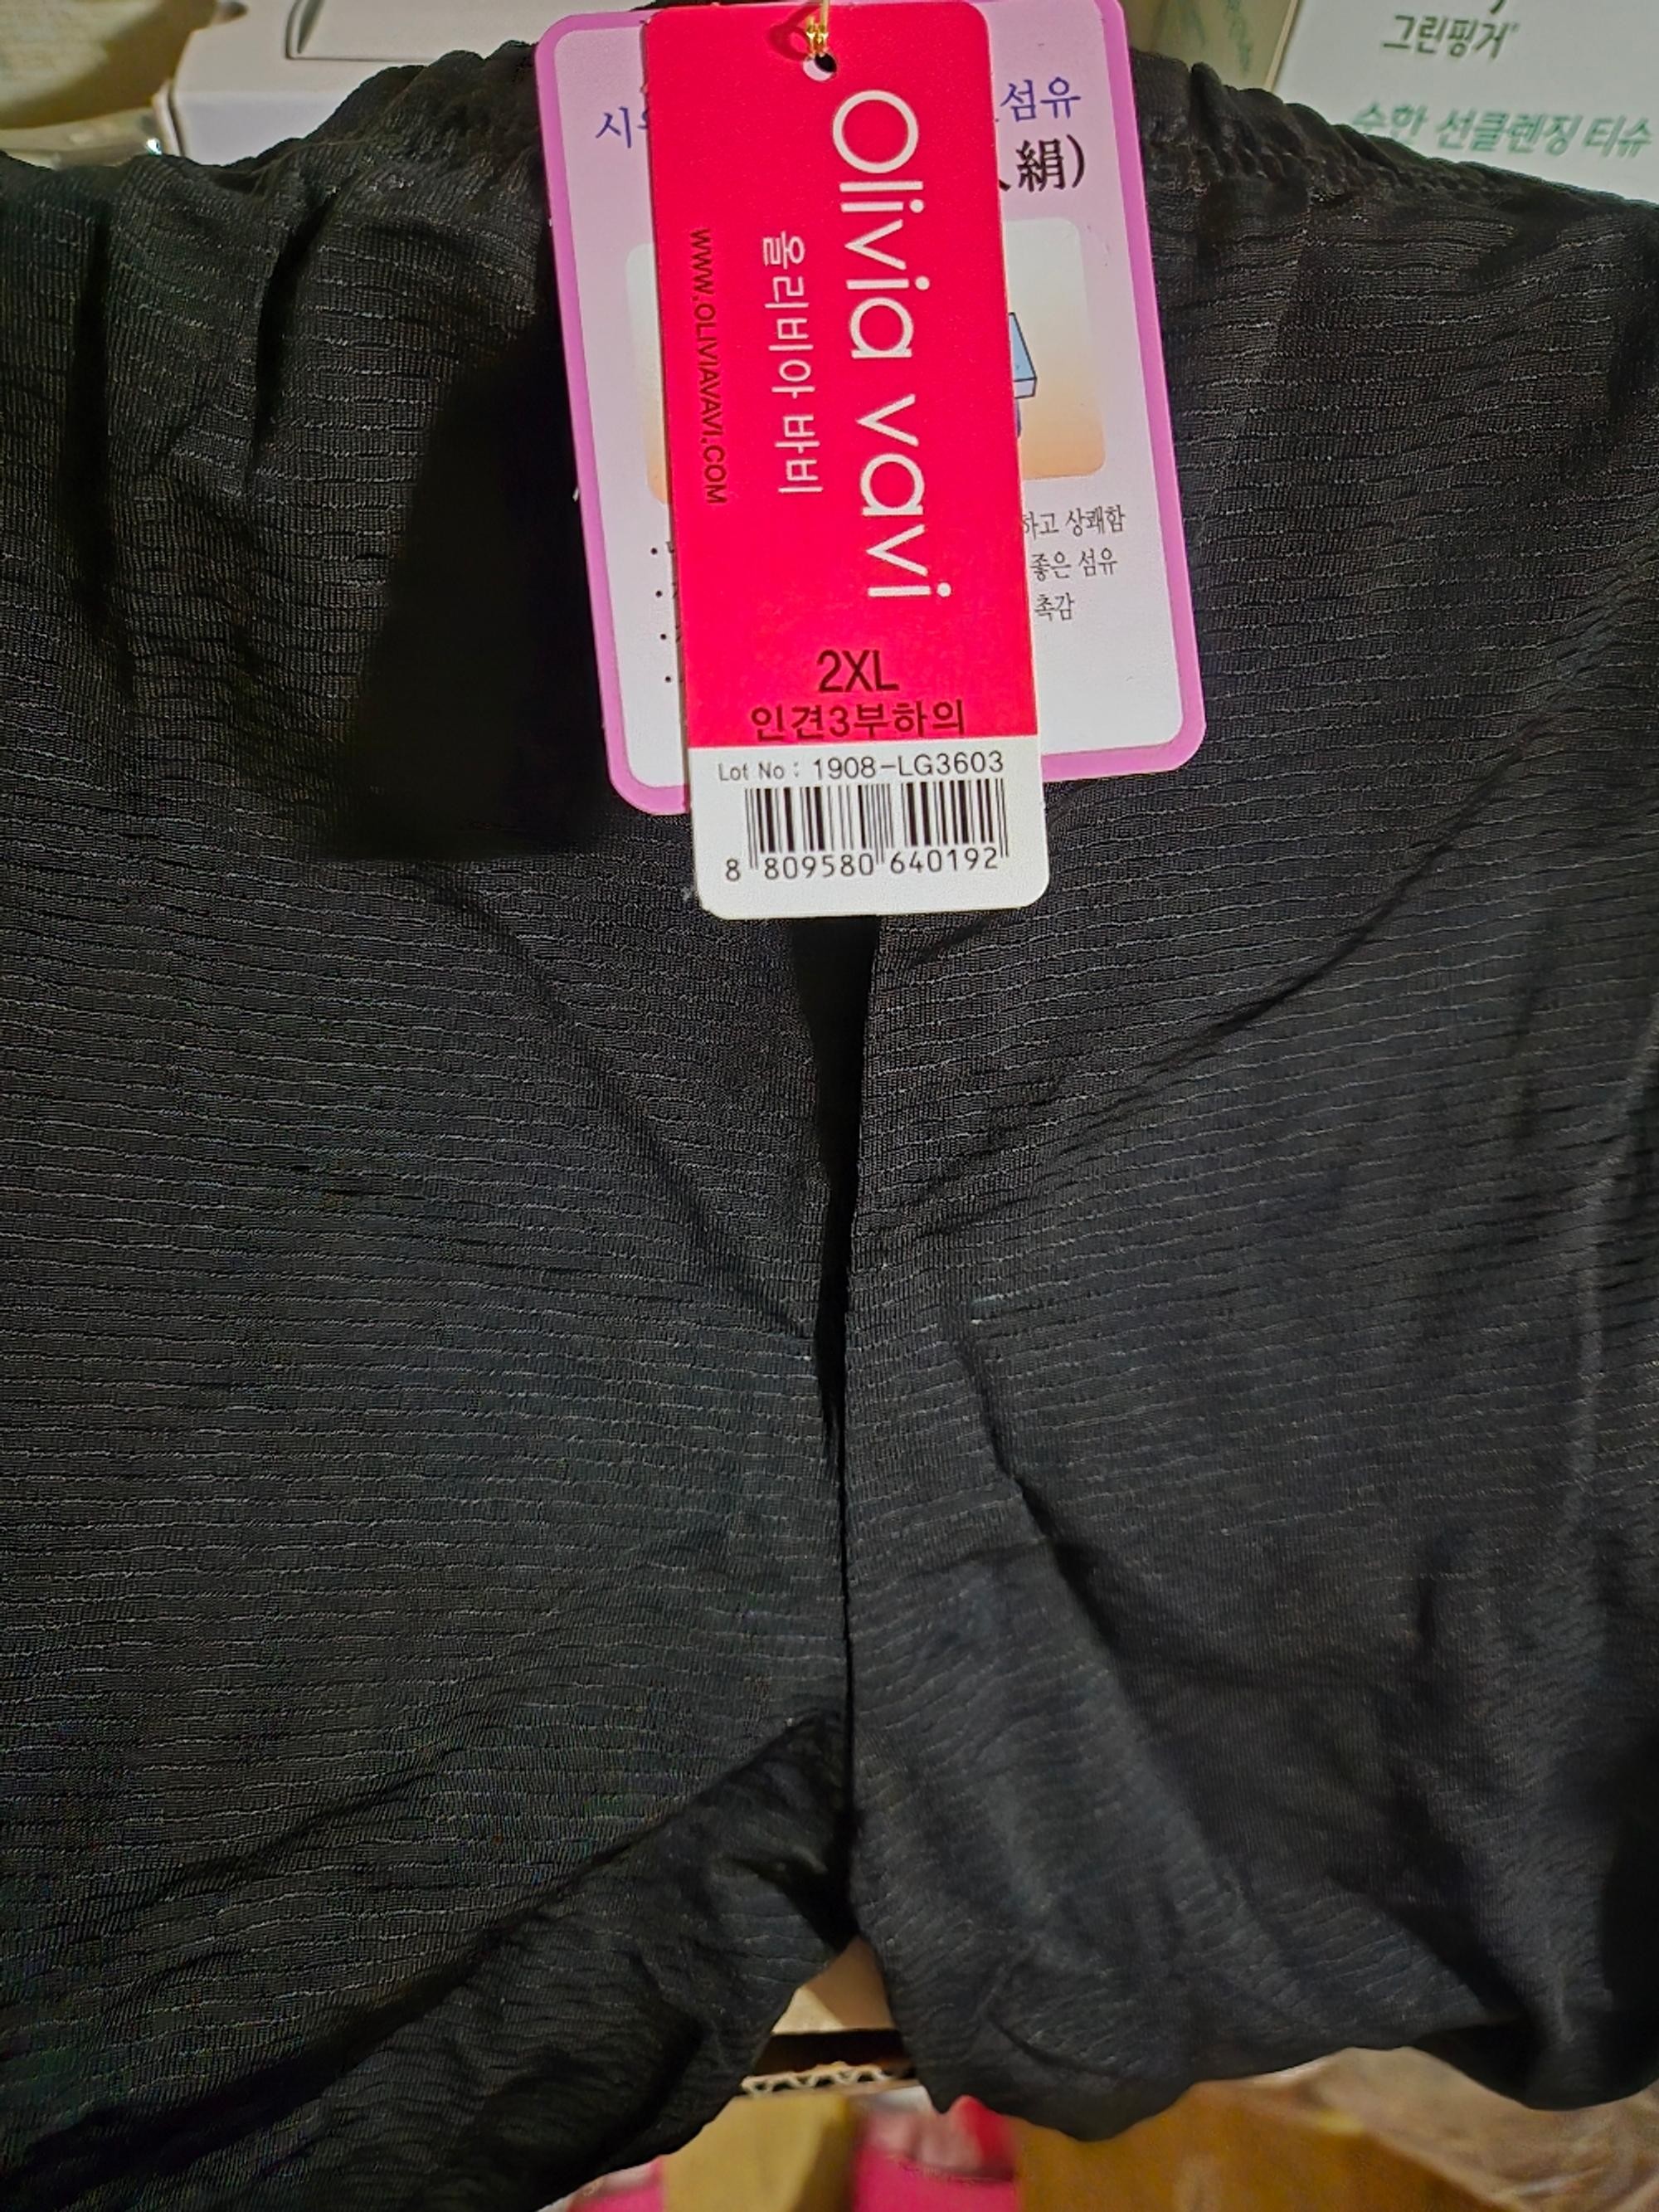 그린핑거
순한 선클렌징 티슈
섬유
絹)
Olivia vavi
올리비아 바비
WWW.OLIVIAVAVI.COM
하고 상쾌함
좋은 섬유
촉감
2XL
인견3부하의
Lot No : 1908-LG3603
8 809580 640192